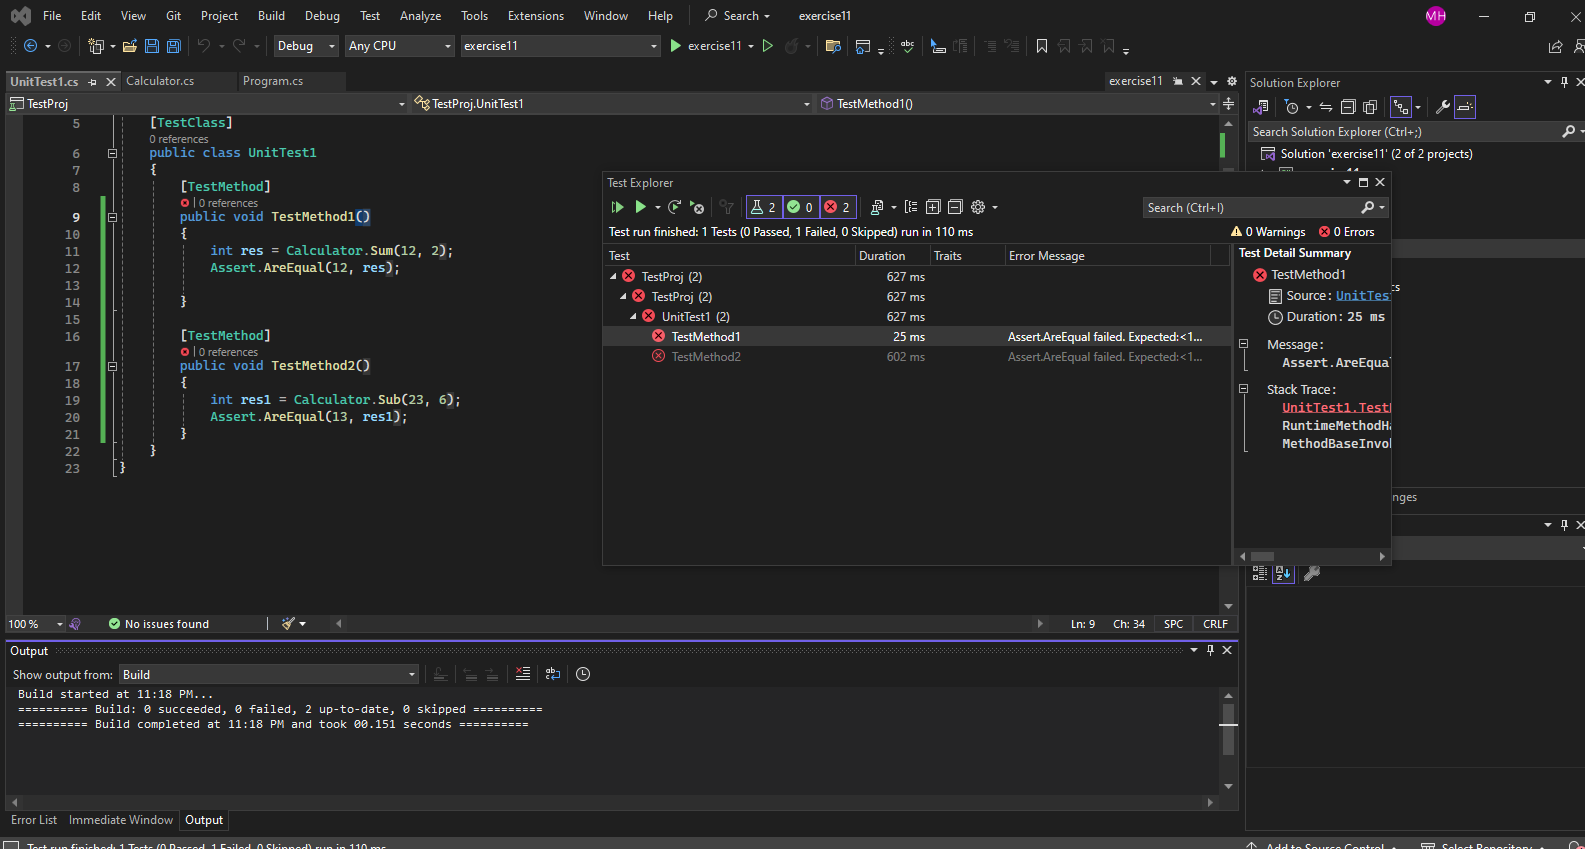 File Edit View Git Project Build Debug Test Analyze Tools Extensions Window Help Search exercise11 MH
Debug Any CPU exercise11 exercise11
UnitTest1.cs Calculator.cs Program.cs exercise11
TestProj TestProj.UnitTest1 TestMethod1()
5 [TestClass]
0 references
6 public class UnitTest1
7 {
8 [TestMethod]
0 references
9 public void TestMethod1()
10 {
11 int res = Calculator.Sum(12, 2);
12 Assert.AreEqual(12, res);
13
14 }
15
16 [TestMethod]
0 references
17 public void TestMethod2()
18 {
19 int res1 = Calculator.Sub(23, 6);
20 Assert.AreEqual(13, res1);
21 }
22 }
23 }
100 % No issues found Ln: 9 Ch: 34 SPC CRLF
Test Explorer
2 0 2 Search (Ctrl+I)
Test run finished: 1 Tests (0 Passed, 1 Failed, 0 Skipped) run in 110 ms 0 Warnings 0 Errors
Test Duration Traits Error Message
TestProj (2) 627 ms
TestProj (2) 627 ms
UnitTest1 (2) 627 ms
TestMethod1 25 ms Assert.AreEqual failed. Expected:<1...
TestMethod2 602 ms Assert.AreEqual failed. Expected:<1...
Test Detail Summary
TestMethod1
Source: UnitTes
Duration: 25 ms
Message:
Assert.AreEqua
Stack Trace:
UnitTest1.Test
RuntimeMethodHa
MethodBaseInvo
Solution Explorer
Search Solution Explorer (Ctrl+;)
Solution 'exercise11' (2 of 2 projects)
cs
nges
Output
Show output from: Build
Build started at 11:18 PM...
========== Build: 0 succeeded, 0 failed, 2 up-to-date, 0 skipped ==========
========== Build completed at 11:18 PM and took 00.151 seconds ==========
Error List Immediate Window Output
Test run finished: 1 Tests (0 Passed, 1 Failed, 0 Skipped) run in 110 ms Add to Source Control Select Repository